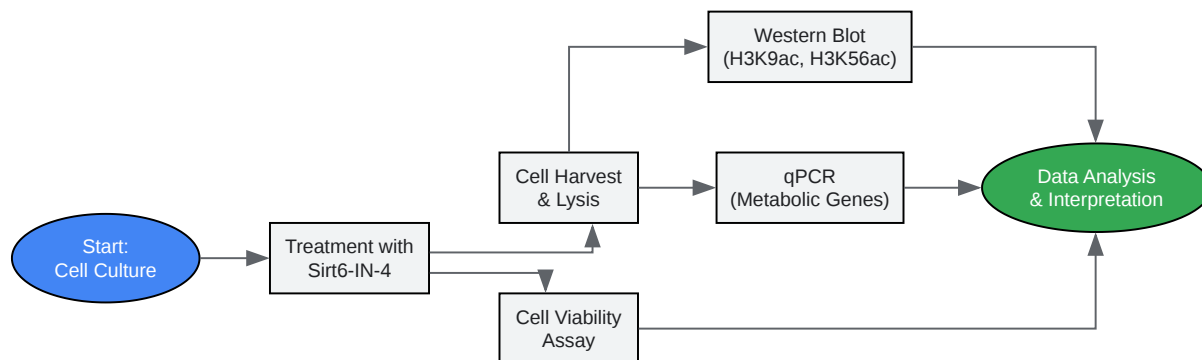 Start:
Cell Culture
Treatment with
Sirt6-IN-4
Cell Harvest
& Lysis
Cell Viability
Assay
Western Blot
(H3K9ac, H3K56ac)
qPCR
(Metabolic Genes)
Data Analysis
& Interpretation